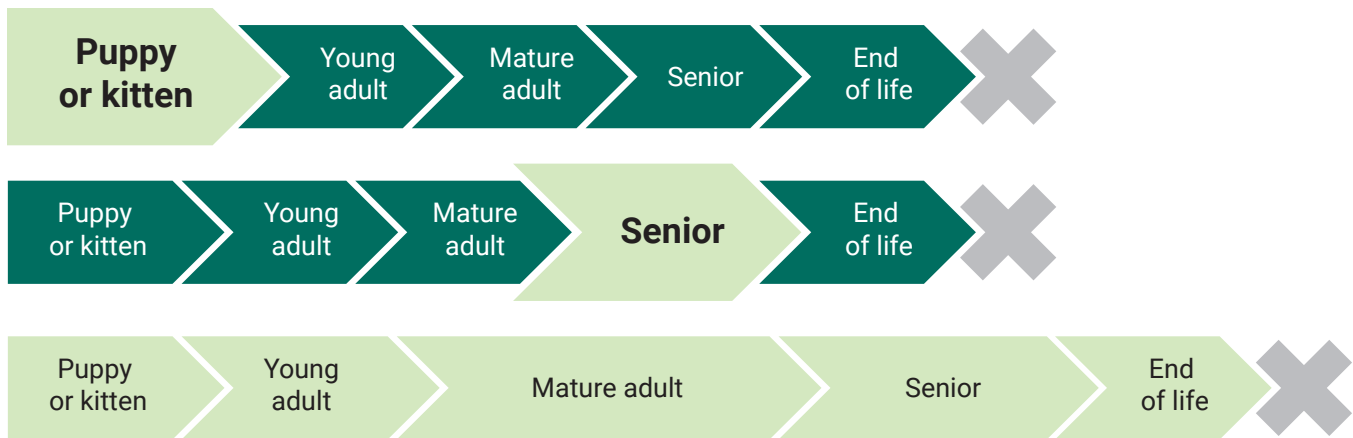 Puppy
or kitten
Young
adult
Mature
adult
Senior
End
of life
Puppy
or kitten
Young
adult
Mature
adult
Senior
End
of life
Puppy
or kitten
Young
adult
Mature adult
Senior
End
of life